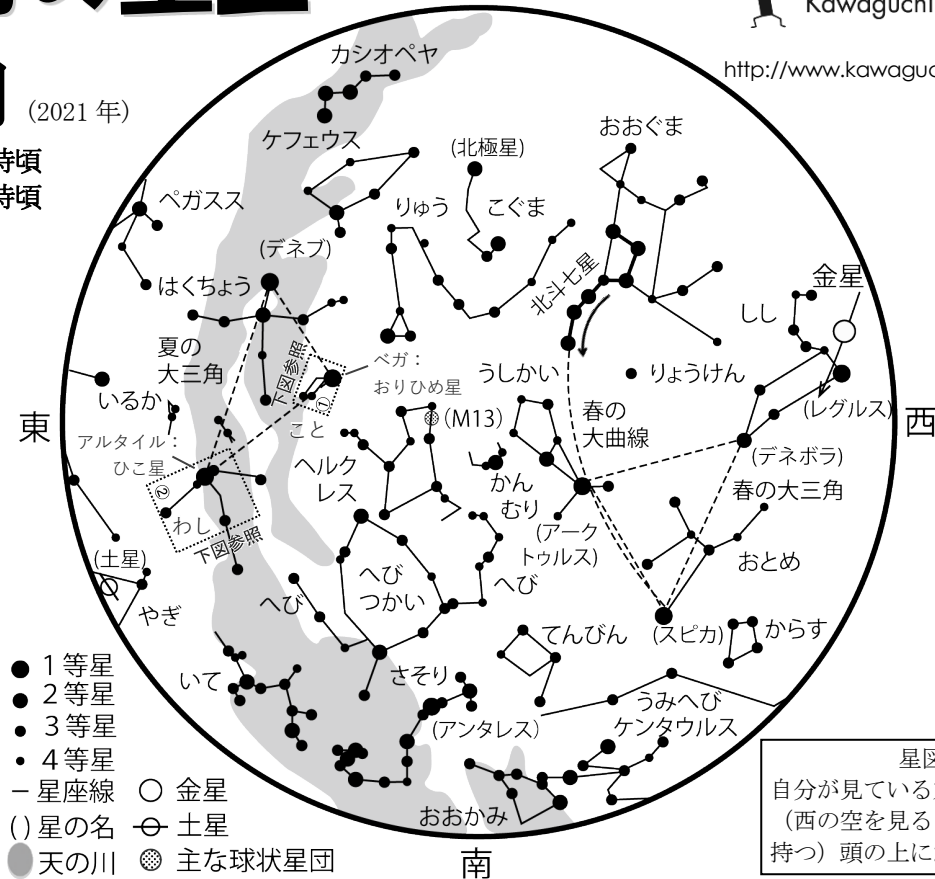 Kawaguchi
http://www.kawaguc
(2021 年)
時頃
時頃
カシオペヤ
ケフェウス
(北極星)
おおぐま
ペガスス
りゅう
こぐま
(デネブ)
はくちょう
北斗七星
金星
しし
夏の
大三角
下図参照
①
ベガ：
おりひめ星
うしかい
りょうけん
いるか
こと
(M13)
春の
大曲線
(レグルス)
東
西
アルタイル：
ひこ星
(デネボラ)
ヘルク
レス
かん
むり
春の大三角
②
わし
下図参照
(アーク
トゥルス)
(土星)
へび
つかい
へび
おとめ
やぎ
へび
てんびん
(スピカ)
からす
いて
さそり
(アンタレス)
うみへび
ケンタウルス
おおかみ
南
1 等星
2 等星
3 等星
4 等星
星座線
金星
( ) 星の名
土星
天の川
主な球状星団
星図
自分が見ている
（西の空を見る
持つ）頭の上に